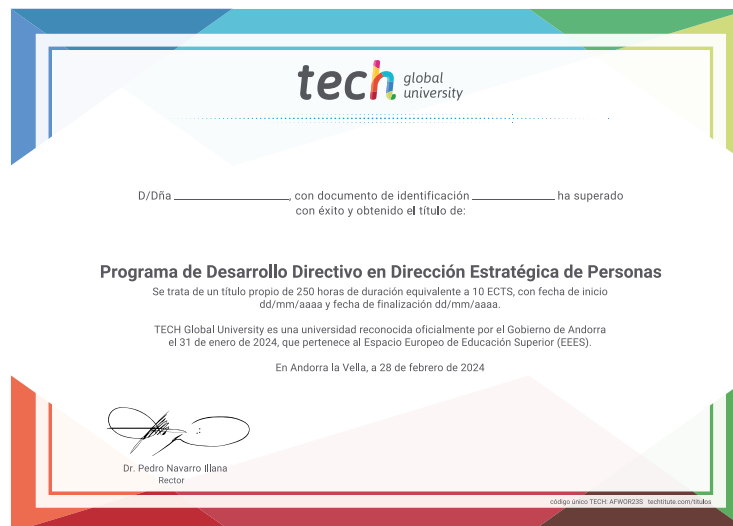 tech global university
D/Dña ______________, con documento de identificación ______________ ha superado
con éxito y obtenido el título de:
Programa de Desarrollo Directivo en Dirección Estratégica de Personas
Se trata de un título propio de 250 horas de duración equivalente a 10 ECTS, con fecha de inicio
dd/mm/aaaa y fecha de finalización dd/mm/aaaa.
TECH Global University es una universidad reconocida oficialmente por el Gobierno de Andorra
el 31 de enero de 2024, que pertenece al Espacio Europeo de Educación Superior (EEES).
En Andorra la Vella, a 28 de febrero de 2024
Dr. Pedro Navarro Illana
Rector
código único TECH: AFWOR23S techtitute.com/titulos